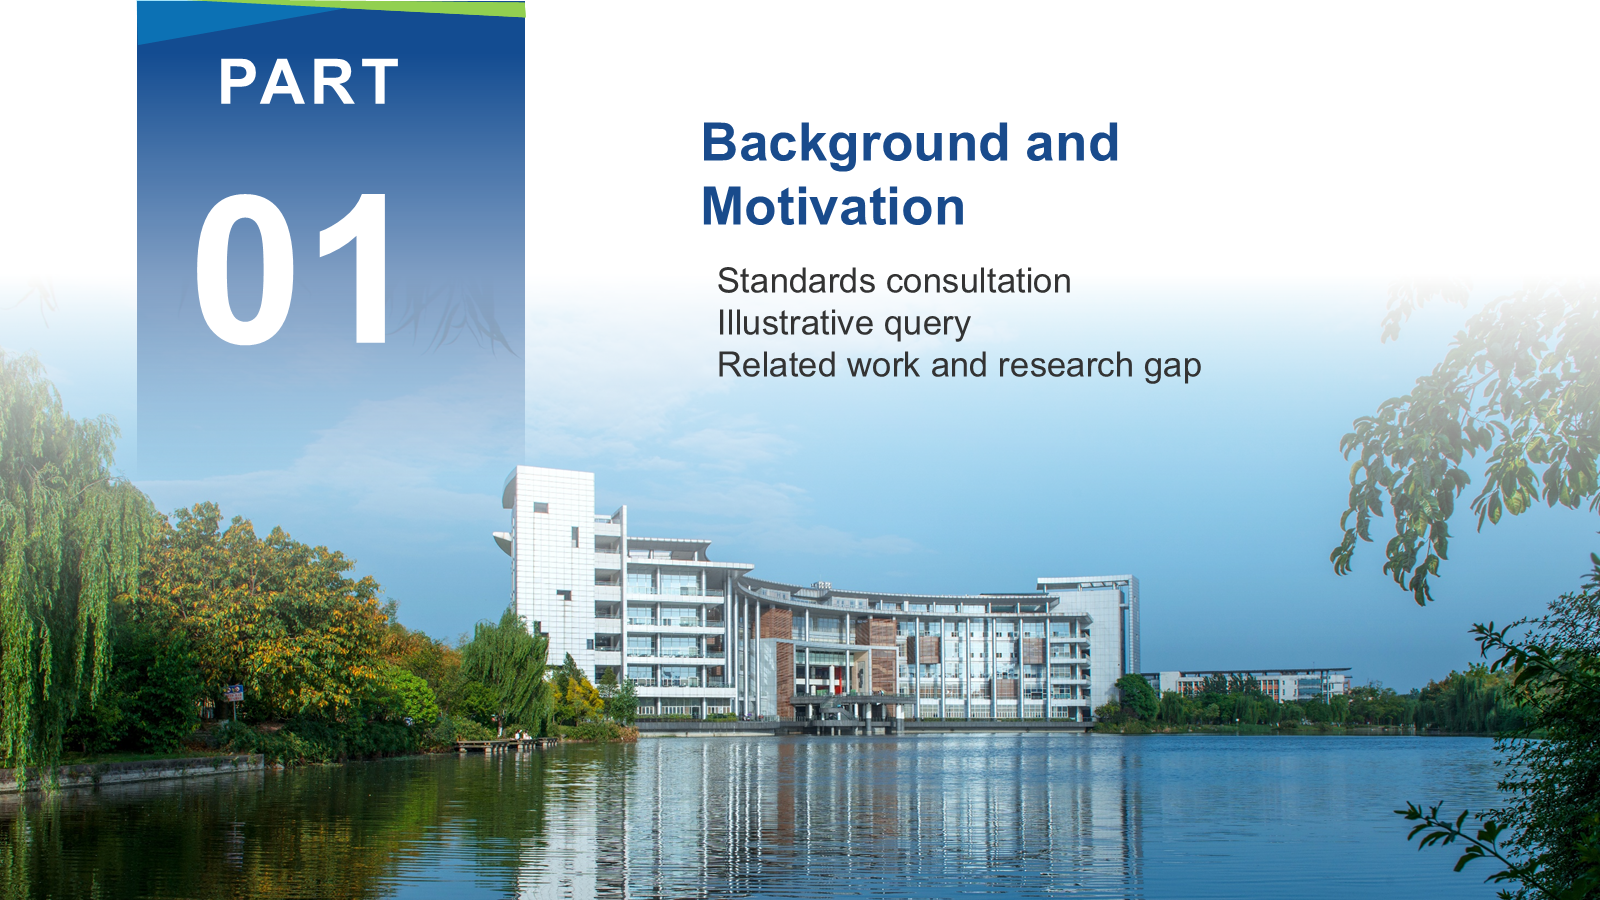 PART
01
Background and
Motivation
Standards consultation
Illustrative query
Related work and research gap